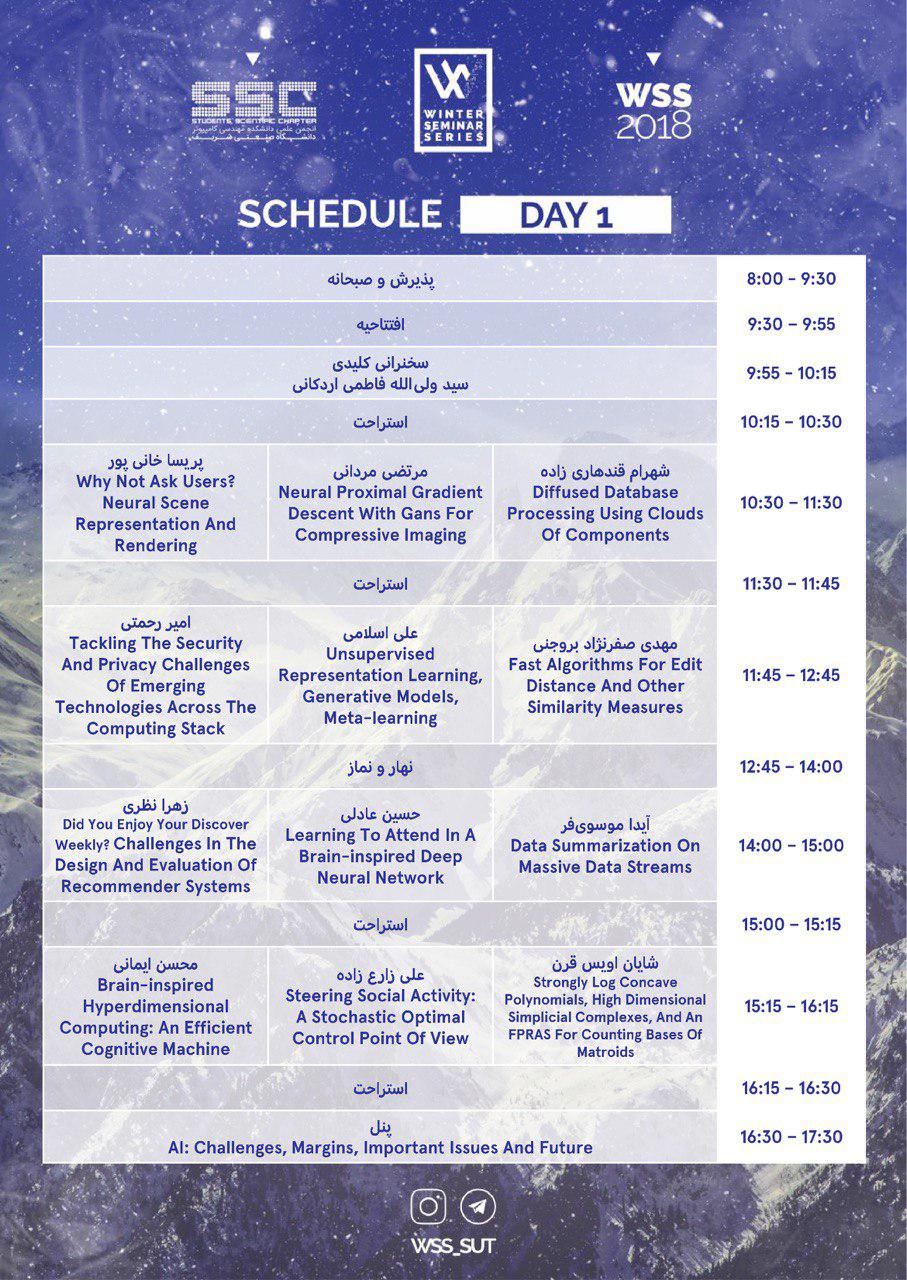 SSC
STUDENTS SCIENTIFIC CHAPTER
انجمن علمی دانشکده مهندسی کامپیوتر
دانشگاه صنعتی شریف
WINTER
SEMINAR
SERIES
WSS
2018
SCHEDULE DAY 1
پذیرش و صبحانه
8:00 – 9:30
افتتاحیه
9:30 – 9:55
سخنرانی کلیدی
سید ولی‌الله فاطمی اردکانی
9:55 – 10:15
استراحت
10:15 – 10:30
پریسا خانی پور
Why Not Ask Users?
Neural Scene
Representation And
Rendering
مرتضی مردانی
Neural Proximal Gradient
Descent With Gans For
Compressive Imaging
شهرام قندهاری زاده
Diffused Database
Processing Using Clouds
Of Components
10:30 – 11:30
استراحت
11:30 – 11:45
امیر رحمتی
Tackling The Security
And Privacy Challenges
Of Emerging
Technologies Across The
Computing Stack
علی اسلامی
Unsupervised
Representation Learning,
Generative Models,
Meta-learning
مهدی صفرنژاد بروجنی
Fast Algorithms For Edit
Distance And Other
Similarity Measures
11:45 – 12:45
نهار و نماز
12:45 – 14:00
زهرا نظری
Did You Enjoy Your Discover
Weekly? Challenges In The
Design And Evaluation Of
Recommender Systems
حسین عادلی
Learning To Attend In A
Brain-inspired Deep
Neural Network
آیدا موسوی‌فر
Data Summarization On
Massive Data Streams
14:00 – 15:00
استراحت
15:00 – 15:15
محسن ایمانی
Brain-inspired
Hyperdimensional
Computing: An Efficient
Cognitive Machine
علی زارع زاده
Steering Social Activity:
A Stochastic Optimal
Control Point Of View
شایان اویس قرن
Strongly Log Concave
Polynomials, High Dimensional
Simplicial Complexes, And An
FPRAS For Counting Bases Of
Matroids
15:15 – 16:15
استراحت
16:15 – 16:30
پنل
AI: Challenges, Margins, Important Issues And Future
16:30 – 17:30
WSS_SUT